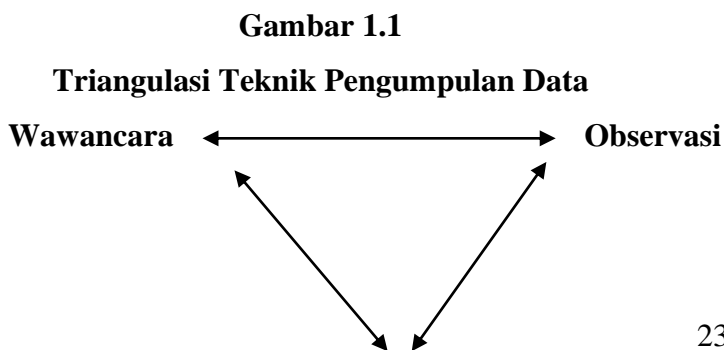 Gambar 1.1
Triangulasi Teknik Pengumpulan Data
Wawancara Observasi
23